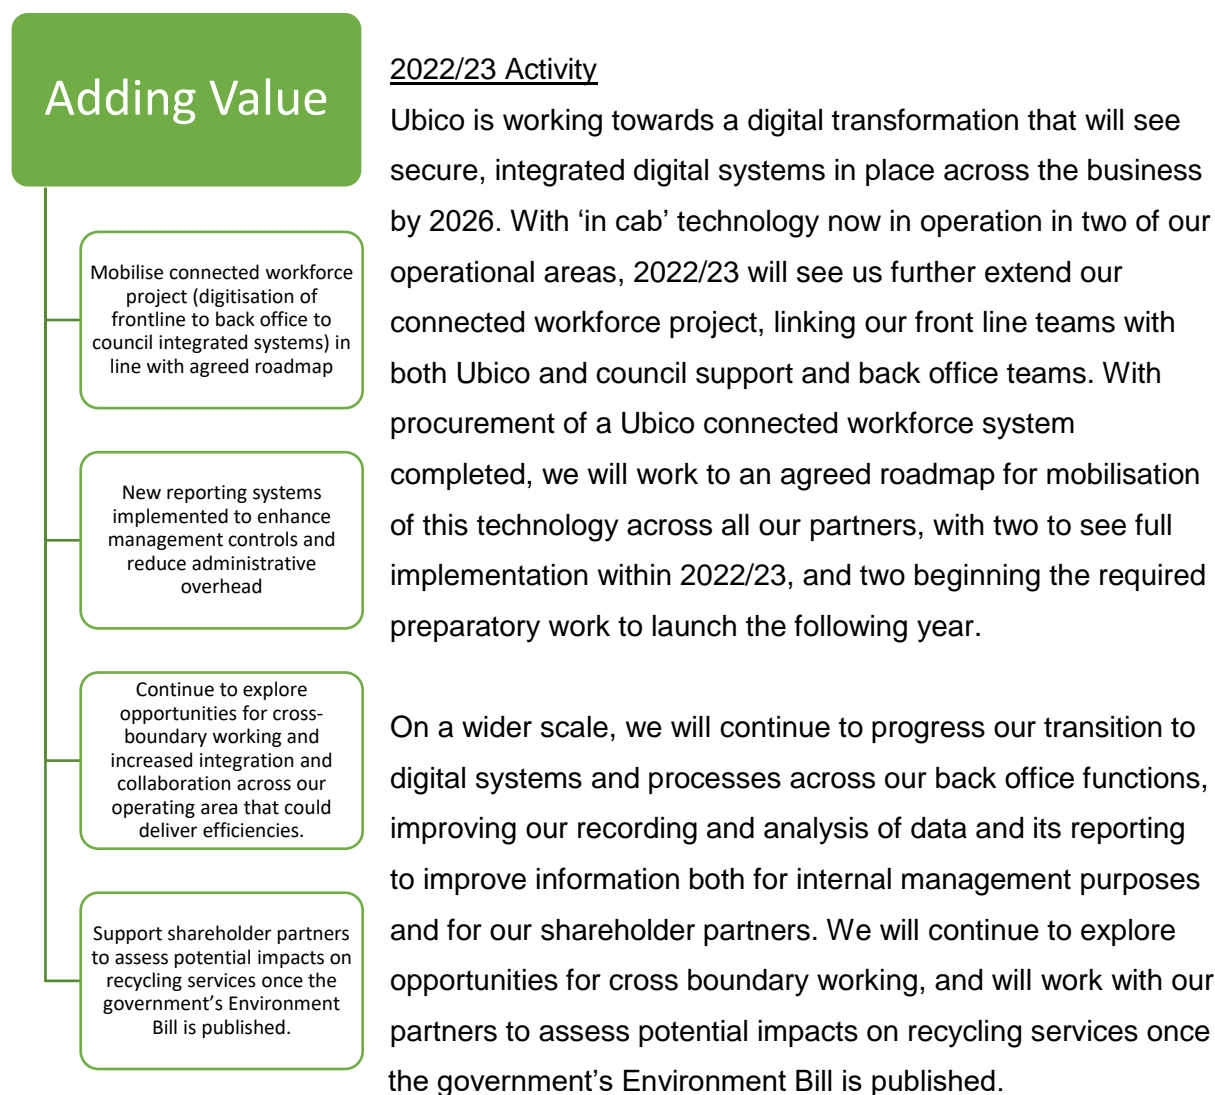 Adding Value
Mobilise connected workforce
project (digitisation of
frontline to back office to
council integrated systems) in
line with agreed roadmap
New reporting systems
implemented to enhance
management controls and
reduce administrative
overhead
Continue to explore
opportunities for cross-
boundary working and
increased integration and
collaboration across our
operating area that could
deliver efficiencies.
Support shareholder partners
to assess potential impacts on
recycling services once the
government’s Environment
Bill is published.
2022/23 Activity
Ubico is working towards a digital transformation that will see
secure, integrated digital systems in place across the business
by 2026. With ‘in cab’ technology now in operation in two of our
operational areas, 2022/23 will see us further extend our
connected workforce project, linking our front line teams with
both Ubico and council support and back office teams. With
procurement of a Ubico connected workforce system
completed, we will work to an agreed roadmap for mobilisation
of this technology across all our partners, with two to see full
implementation within 2022/23, and two beginning the required
preparatory work to launch the following year.
On a wider scale, we will continue to progress our transition to
digital systems and processes across our back office functions,
improving our recording and analysis of data and its reporting
to improve information both for internal management purposes
and for our shareholder partners. We will continue to explore
opportunities for cross boundary working, and will work with our
partners to assess potential impacts on recycling services once
the government’s Environment Bill is published.